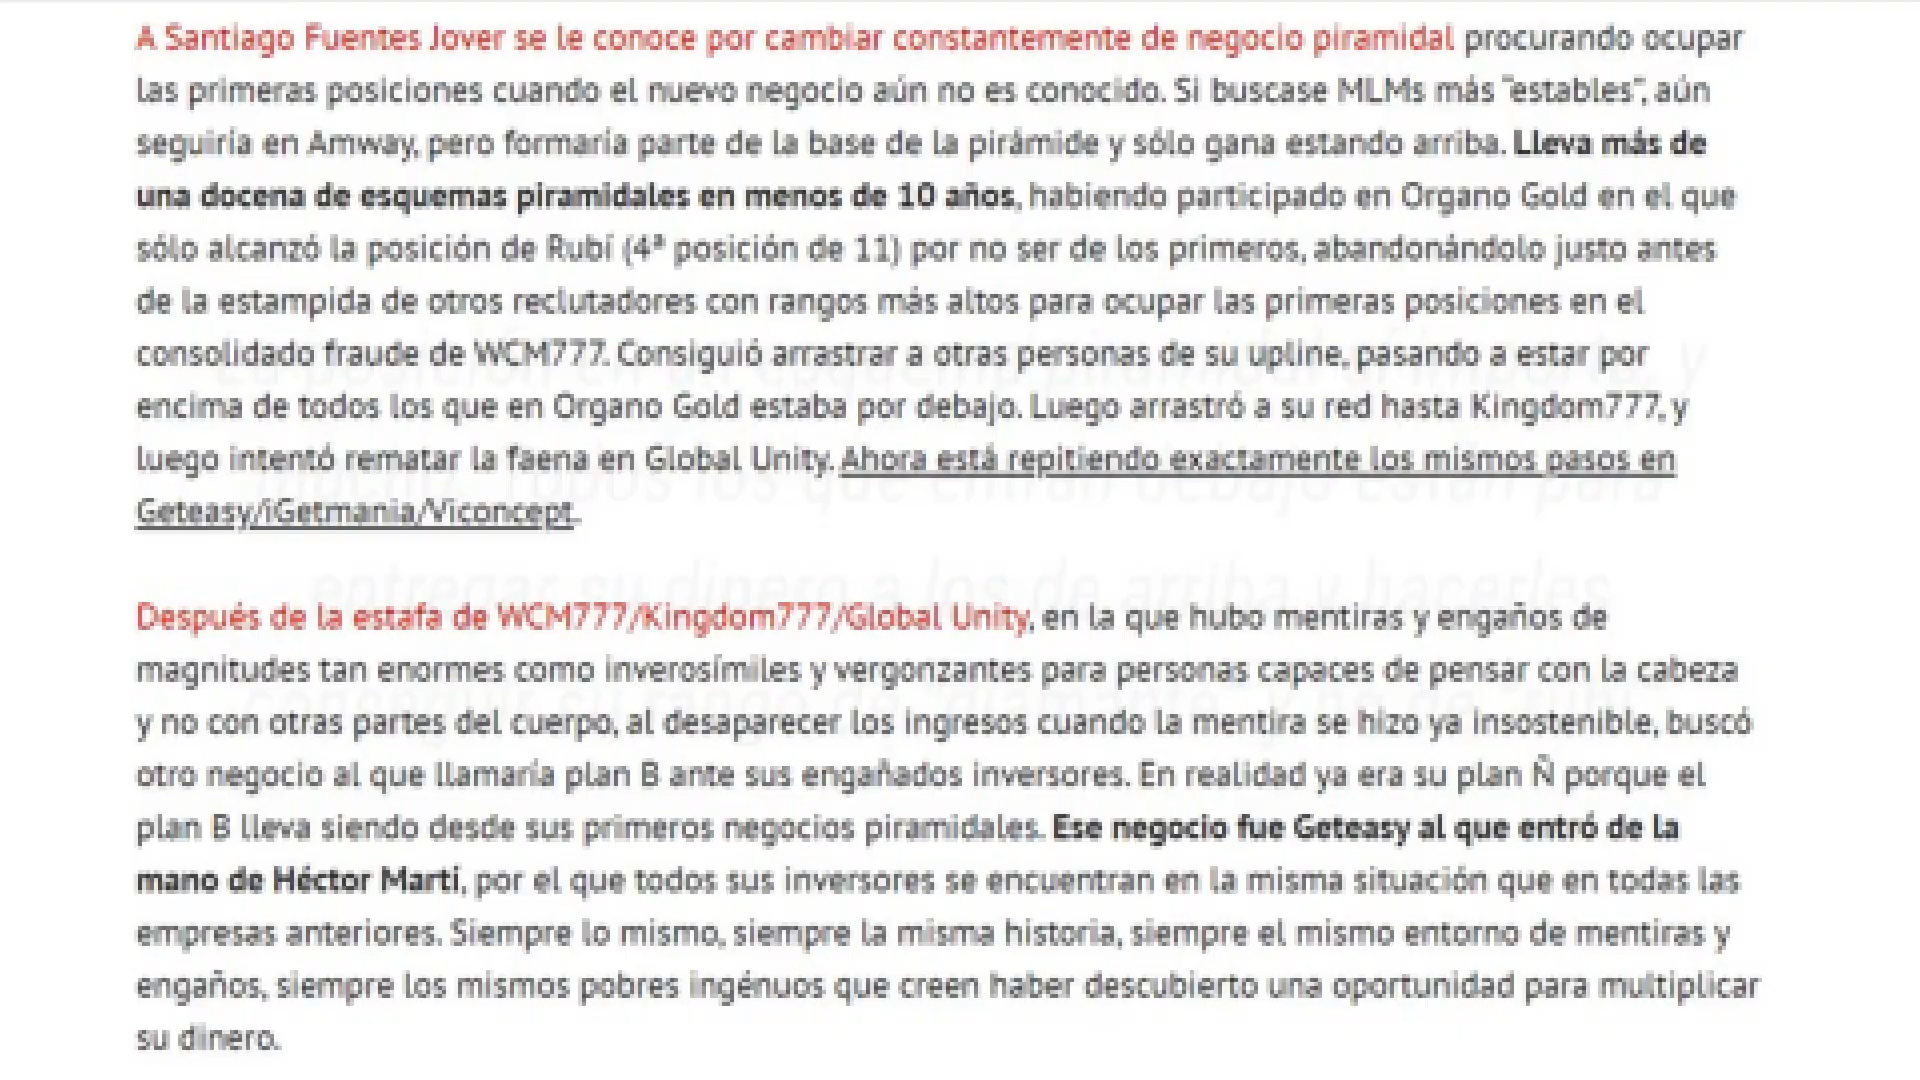 A Santiago Fuentes Jover se le conoce por cambiar constantemente de negocio piramidal procurando ocupar
las primeras posiciones cuando el nuevo negocio aún no es conocido. Si buscase MLMs más "estables", aún
seguiría en Amway, pero formaría parte de la base de la pirámide y sólo gana estando arriba. Lleva más de
una docena de esquemas piramidales en menos de 10 años, habiendo participado en Organo Gold en el que
sólo alcanzó la posición de Rubí (4ª posición de 11) por no ser de los primeros, abandonándolo justo antes
de la estampida de otros reclutadores con rangos más altos para ocupar las primeras posiciones en el
consolidado fraude de WCM777. Consiguió arrastrar a otras personas de su upline, pasando a estar por
encima de todos los que en Organo Gold estaba por debajo. Luego arrastró a su red hasta Kingdom777, y
luego intentó rematar la faena en Global Unity. Ahora está repitiendo exactamente los mismos pasos en
Geteasy/iGetmania/Viconcept.
entregar su dinero a los de arriba y hacerles
Después de la estafa de WCM777/Kingdom777/Global Unity, en la que hubo mentiras y engaños de
magnitudes tan enormes como inverosímiles y vergonzantes para personas capaces de pensar con la cabeza
y no con otras partes del cuerpo, al desaparecer los ingresos cuando la mentira se hizo ya insostenible, buscó
otro negocio al que llamaría plan B ante sus engañados inversores. En realidad ya era su plan Ñ porque el
plan B lleva siendo desde sus primeros negocios piramidales. Ese negocio fue Geteasy al que entró de la
mano de Héctor Martí, por el que todos sus inversores se encuentran en la misma situación que en todas las
empresas anteriores. Siempre lo mismo, siempre la misma historia, siempre el mismo entorno de mentiras y
engaños, siempre los mismos pobres ingénuos que creen haber descubierto una oportunidad para multiplicar
su dinero.